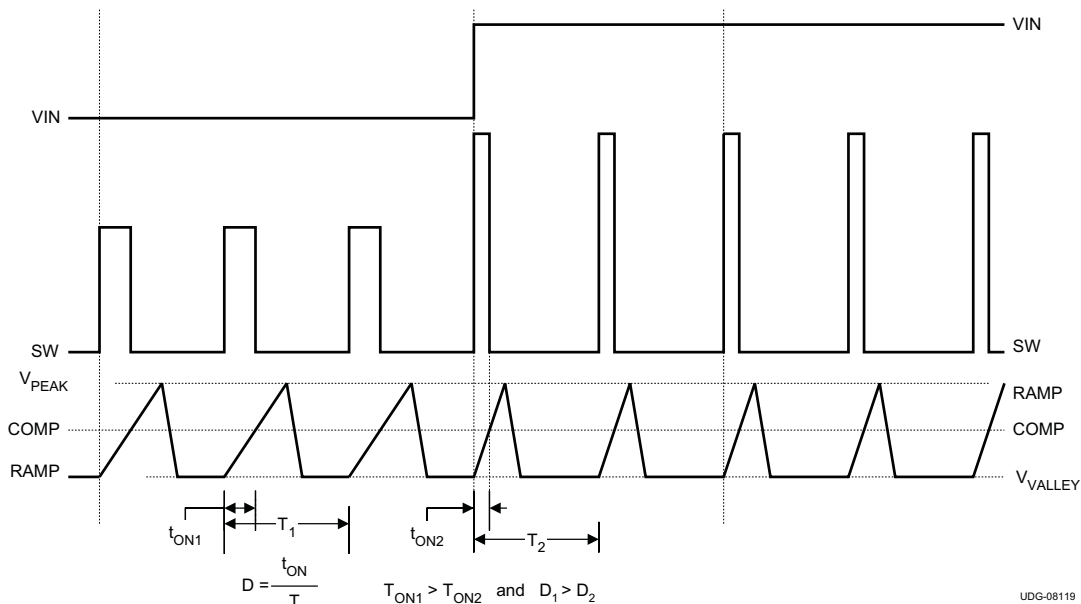 VIN
VIN
SW
SW
VPEAK
RAMP
COMP
COMP
RAMP
VVALLEY
tON1
T1
tON2
T2
D = tON
T
TON1 > TON2 and D1 > D2
UDG-08119